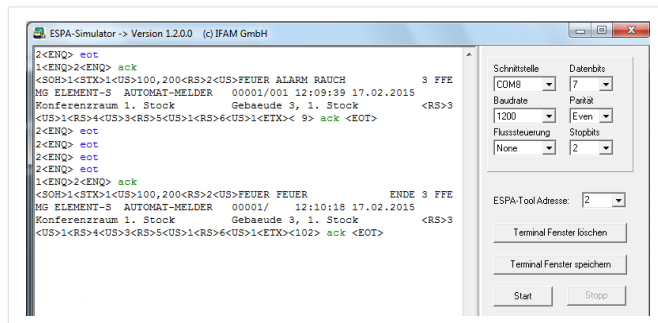 ESPA-Simulator -> Version 1.2.0.0 (c) IFAM GmbH
2<ENQ> eot
1<ENQ>2<ENQ> ack
<SOH>1<STX>1<US>100,200<RS>2<US>FEUER ALARM RAUCH 3 FFE
MG ELEMENT-S AUTOMAT-MELDER 00001/001 12:09:39 17.02.2015
Konferenzraum 1. Stock Gebaeude 3, 1. Stock <RS>3
<US>1<RS>4<US>3<RS>5<US>1<RS>6<US>1<ETX>< 9> ack <EOT>
2<ENQ> eot
2<ENQ> eot
2<ENQ> eot
2<ENQ> eot
1<ENQ>2<ENQ> ack
<SOH>1<STX>1<US>100,200<RS>2<US>FEUER FEUER ENDE 3 FFE
MG ELEMENT-S AUTOMAT-MELDER 00001/ 12:10:18 17.02.2015
Konferenzraum 1. Stock Gebaeude 3, 1. Stock <RS>3
<US>1<RS>4<US>3<RS>5<US>1<RS>6<US>1<ETX><102> ack <EOT>
Schnittstelle Datenbits
COM8 7
Baudrate Parität
1200 Even
Flusssteuerung Stopbits
None 2
ESPA-Tool Adresse: 2
Terminal Fenster löschen
Terminal Fenster speichern
Start Stopp